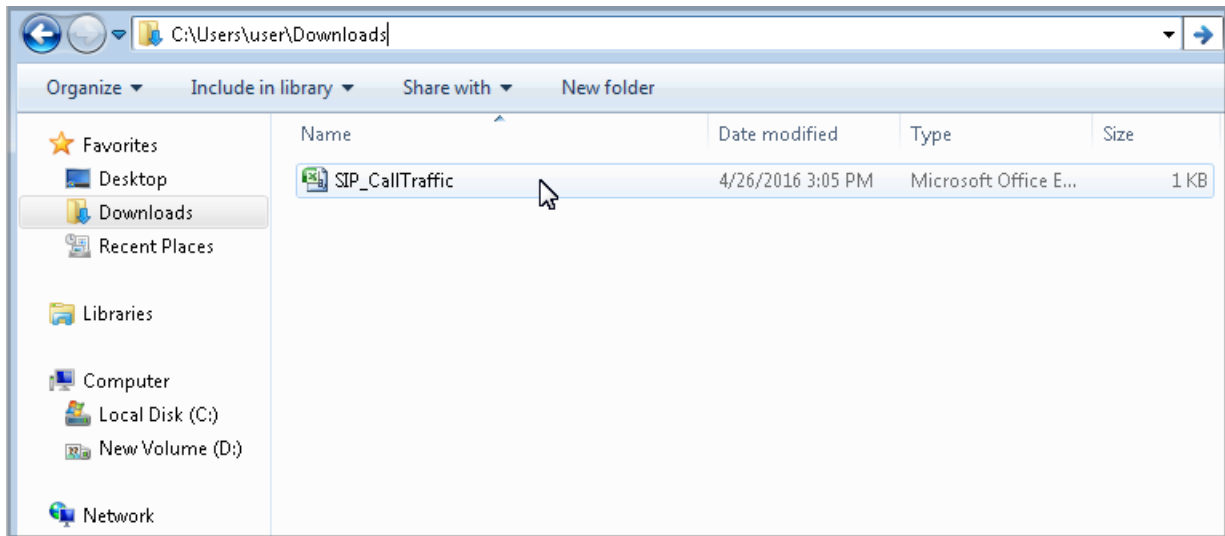 C:\Users\user\Downloads
Organize Include in library Share with New folder
Name Date modified Type Size
SIP_CallTraffic 4/26/2016 3:05 PM Microsoft Office E... 1 KB
Favorites
Desktop
Downloads
Recent Places
Libraries
Computer
Local Disk (C:)
New Volume (D:)
Network